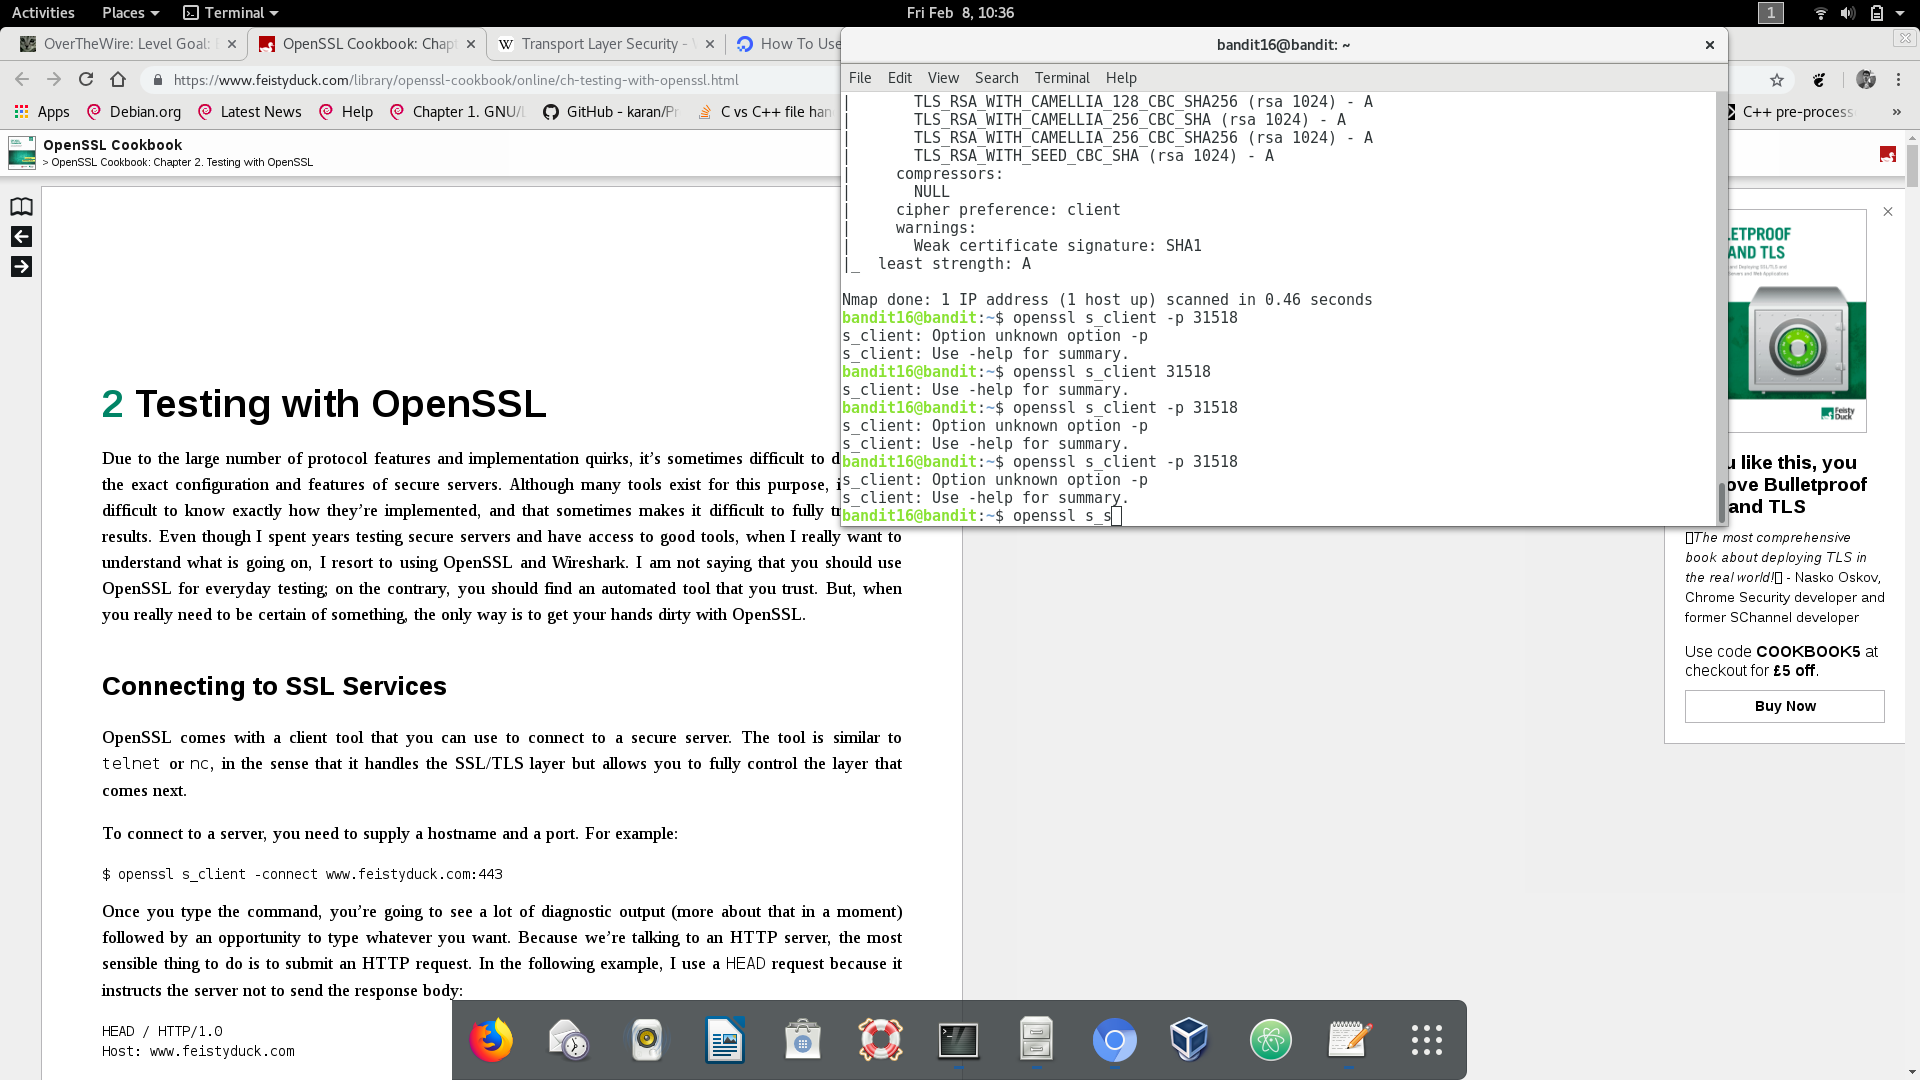 Activities Places Terminal Fri Feb 8, 10:36 1
OverTheWire: Level Goal:
OpenSSL Cookbook: Chap
Transport Layer Security -
How To Use
https://www.feistyduck.com/library/openssl-cookbook/online/ch-testing-with-openssl.html
Apps Debian.org Latest News Help Chapter 1. GNU/ GitHub - karan/Pr C vs C++ file han C++ pre-process »
OpenSSL Cookbook
> OpenSSL Cookbook: Chapter 2. Testing with OpenSSL
2 Testing with OpenSSL
Due to the large number of protocol features and implementation quirks, it’s sometimes difficult to d
the exact configuration and features of secure servers. Although many tools exist for this purpose, i
difficult to know exactly how they’re implemented, and that sometimes makes it difficult to fully tr
results. Even though I spent years testing secure servers and have access to good tools, when I really want to
understand what is going on, I resort to using OpenSSL and Wireshark. I am not saying that you should use
OpenSSL for everyday testing; on the contrary, you should find an automated tool that you trust. But, when
you really need to be certain of something, the only way is to get your hands dirty with OpenSSL.
Connecting to SSL Services
OpenSSL comes with a client tool that you can use to connect to a secure server. The tool is similar to
telnet or nc, in the sense that it handles the SSL/TLS layer but allows you to fully control the layer that
comes next.
To connect to a server, you need to supply a hostname and a port. For example:
$ openssl s_client -connect www.feistyduck.com:443
Once you type the command, you’re going to see a lot of diagnostic output (more about that in a moment)
followed by an opportunity to type whatever you want. Because we’re talking to an HTTP server, the most
sensible thing to do is to submit an HTTP request. In the following example, I use a HEAD request because it
instructs the server not to send the response body:
HEAD / HTTP/1.0
Host: www.feistyduck.com
bandit16@bandit: ~
File Edit View Search Terminal Help
| TLS_RSA_WITH_CAMELLIA_128_CBC_SHA256 (rsa 1024) - A
| TLS_RSA_WITH_CAMELLIA_256_CBC_SHA (rsa 1024) - A
| TLS_RSA_WITH_CAMELLIA_256_CBC_SHA256 (rsa 1024) - A
| TLS_RSA_WITH_SEED_CBC_SHA (rsa 1024) - A
| compressors:
| NULL
| cipher preference: client
| warnings:
| Weak certificate signature: SHA1
|_ least strength: A
Nmap done: 1 IP address (1 host up) scanned in 0.46 seconds
bandit16@bandit:~$ openssl s_client -p 31518
s_client: Option unknown option -p
s_client: Use -help for summary.
bandit16@bandit:~$ openssl s_client 31518
s_client: Use -help for summary.
bandit16@bandit:~$ openssl s_client -p 31518
s_client: Option unknown option -p
s_client: Use -help for summary.
bandit16@bandit:~$ openssl s_client -p 31518
s_client: Option unknown option -p
s_client: Use -help for summary.
bandit16@bandit:~$ openssl s_s
ETPROOF
AND TLS
Feisty
Duck
u like this, you
ove Bulletproof
and TLS
The most comprehensive
book about deploying TLS in
the real world! - Nasko Oskov,
Chrome Security developer and
former SChannel developer
Use code COOKBOOK5 at
checkout for £5 off.
Buy Now